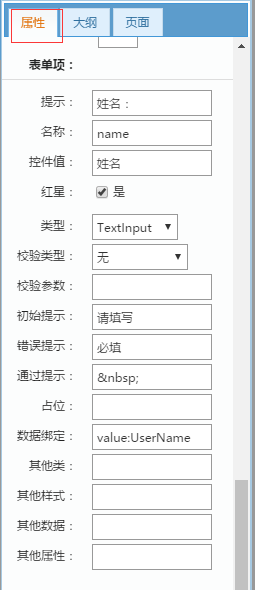 属性 大纲 页面
表单项：
提示： 姓名：
名称： name
控件值： 姓名
红星： 是
类型： TextInput
校验类型： 无
校验参数：
初始提示： 请填写
错误提示： 必填
通过提示： &nbsp;
占位：
数据绑定： value:UserName
其他类：
其他样式：
其他数据：
其他属性：